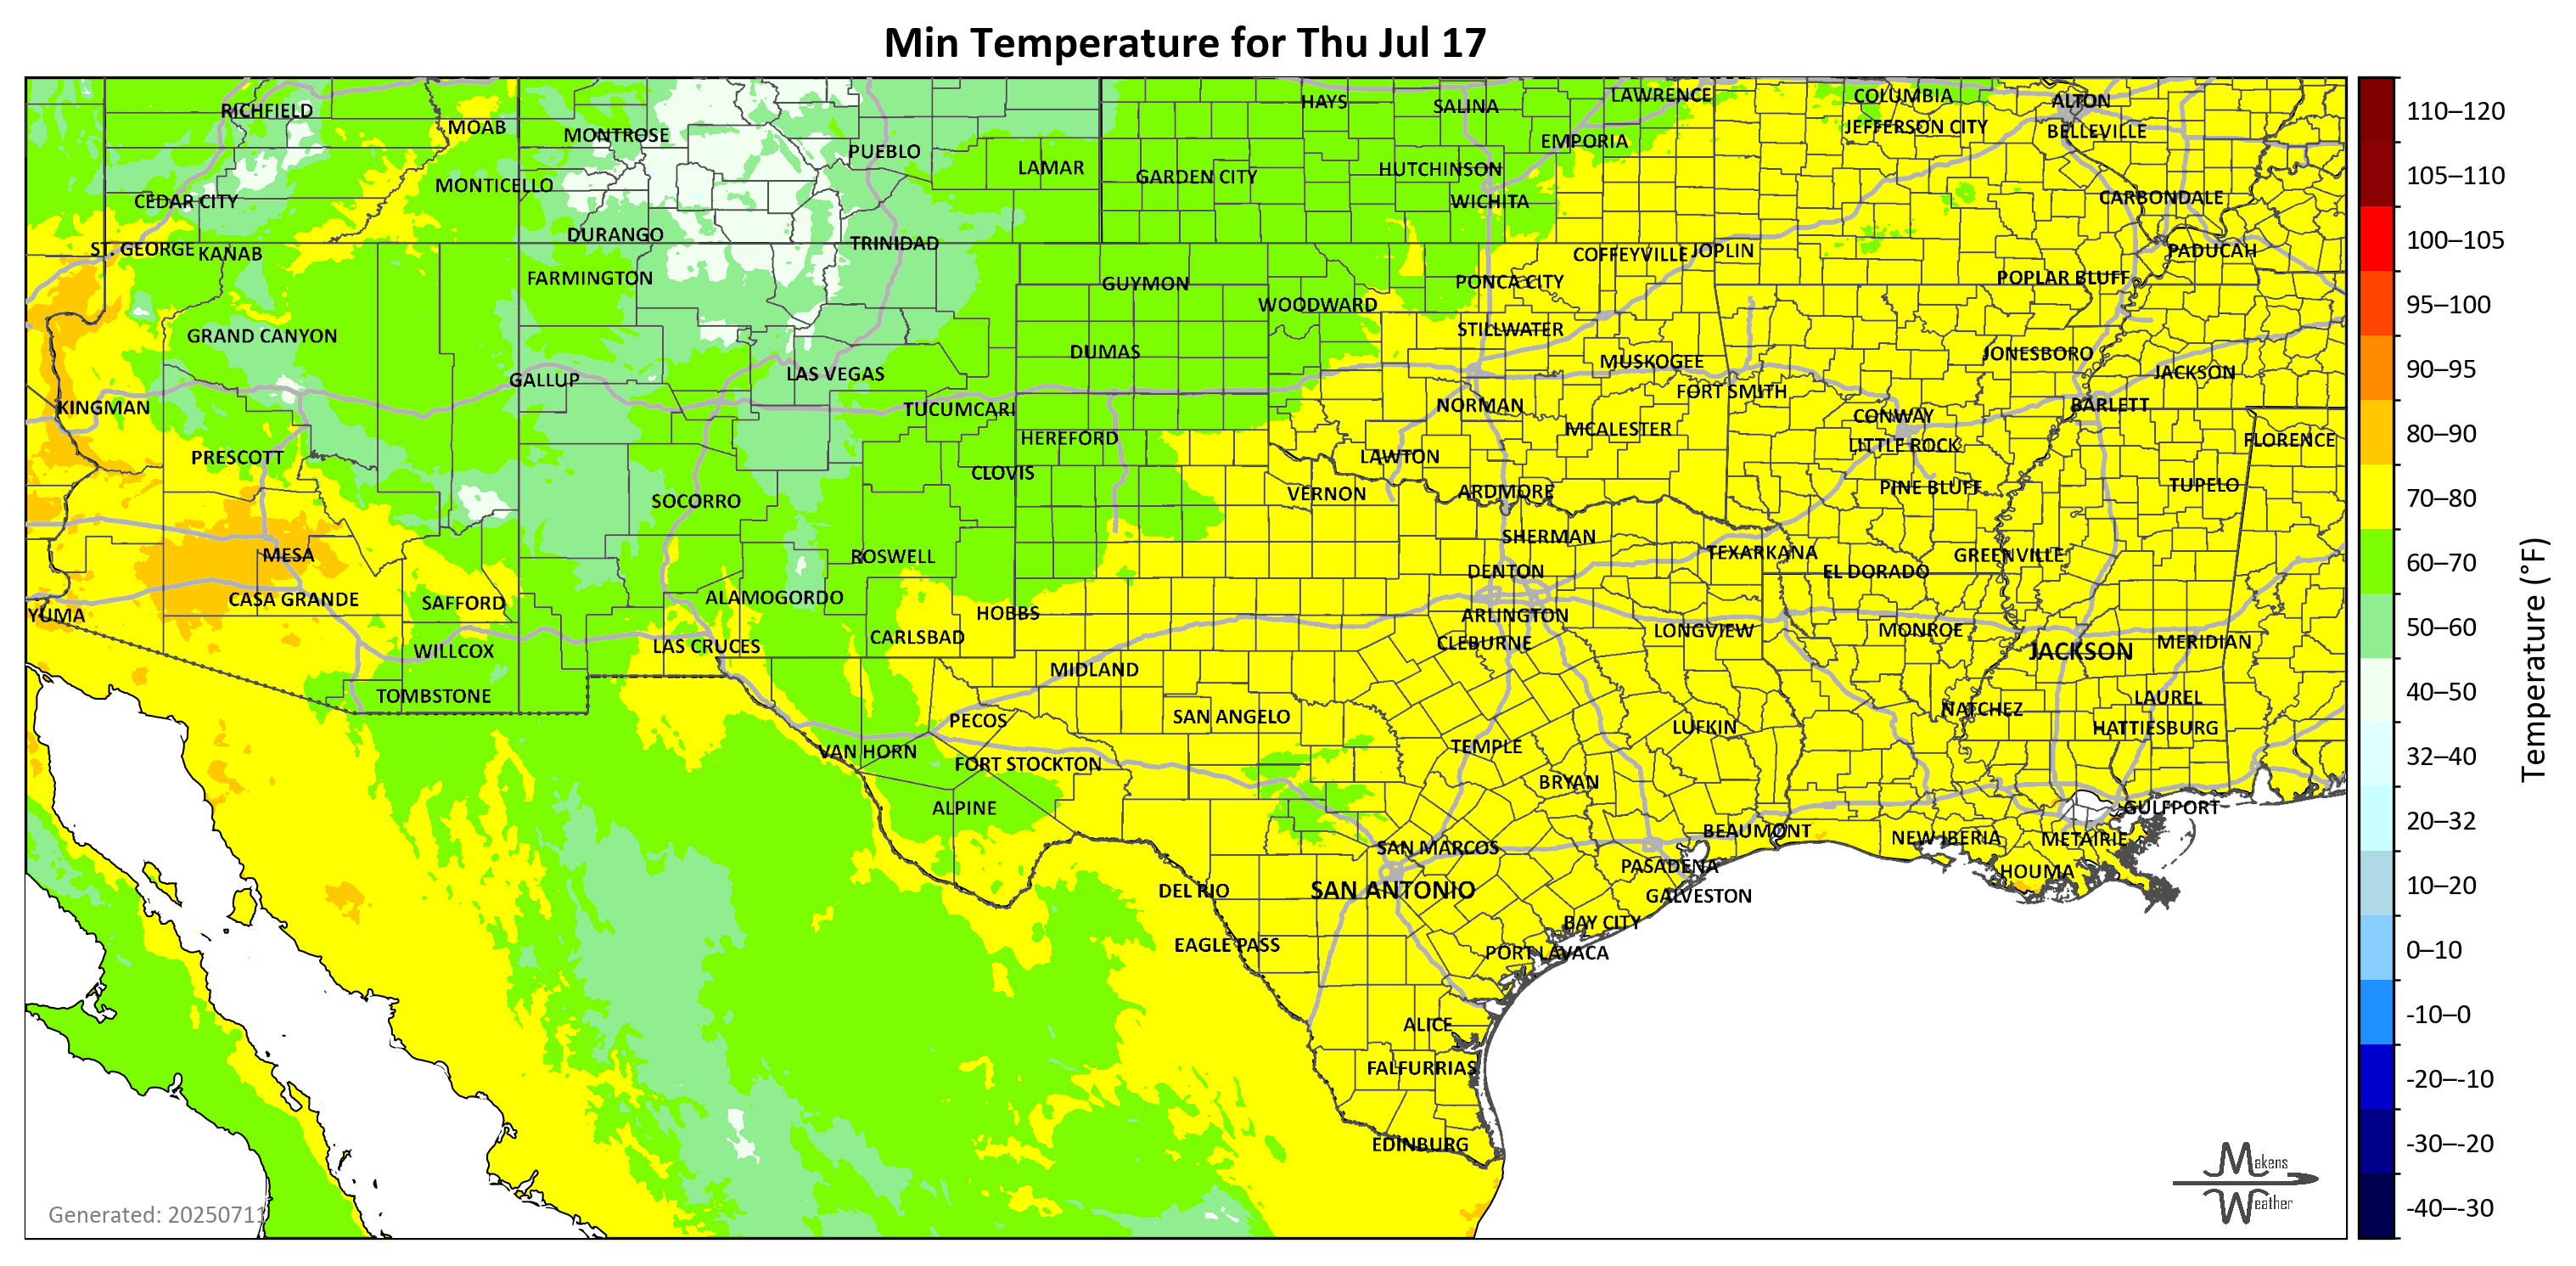 Min Temperature for Thu Jul 17
RICHFIELD
MOAB
MONTROSE
PUEBLO
LAMAR
HAYS
SALINA
LAWRENCE
COLUMBIA
ALTON
EMPORIA
JEFFERSON CITY
BELLEVILLE
CEDAR CITY
MONTICELLO
GARDEN CITY
HUTCHINSON
WICHITA
CARBONDALE
ST. GEORGE
KANAB
DURANGO
TRINIDAD
COFFEYVILLE
JOPLIN
PADUCAH
FARMINGTON
GUYMON
WOODWARD
PONCA CITY
POPLAR BLUFF
GRAND CANYON
DUMAS
STILLWATER
MUSKOGEE
JONESBORO
JACKSON
KINGMAN
GALLUP
LAS VEGAS
TUCUMCARI
NORMAN
FORT SMITH
CONWAY
BARLETT
HEREFORD
MCALESTER
LITTLE ROCK
FLORENCE
PRESCOTT
CLOVIS
LAWTON
SOCORRO
VERNON
ARDMORE
PINE BLUFF
TUPELO
MESA
ROSWELL
SHERMAN
TEXARKANA
GREENVILLE
DENTON
EL DORADO
YUMA
CASA GRANDE
SAFFORD
ALAMOGORDO
HOBBS
ARLINGTON
WILLCOX
LAS CRUCES
CARLSBAD
CLEBURNE
LONGVIEW
MONROE
JACKSON
MERIDIAN
TOMBSTONE
MIDLAND
LAUREL
PECOS
SAN ANGELO
NATCHEZ
HATTIESBURG
VAN HORN
FORT STOCKTON
TEMPLE
LUFKIN
ALPINE
BRYAN
GULFPORT
SAN MARCOS
BEAUMONT
NEW IBERIA
METAIRIE
DEL RIO
SAN ANTONIO
PASADENA
HOUMA
GALVESTON
EAGLE PASS
BAY CITY
PORT LAVACA
ALICE
FALFURRIAS
EDINBURG
Generated: 20250711
Makens
Weather
110–120
105–110
100–105
95–100
90–95
80–90
70–80
60–70
50–60
40–50
32–40
20–32
10–20
0–10
-10–0
-20–-10
-30–-20
-40–-30
Temperature (°F)